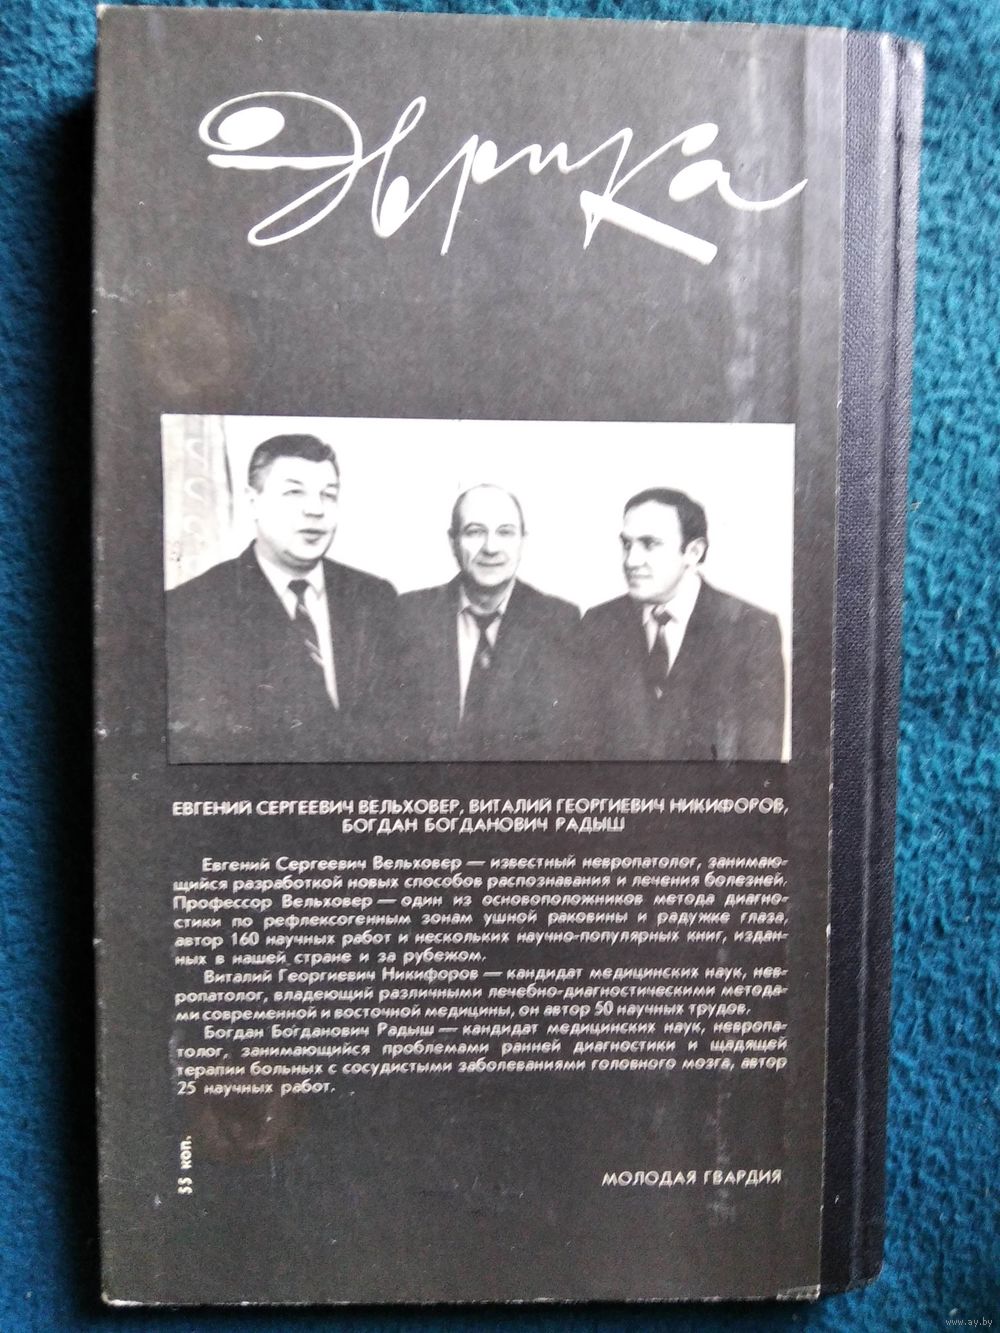 Эврика
ЕВГЕНИЙ СЕРГЕЕВИЧ ВЕЛЬХОВЕР, ВИТАЛИЙ ГЕОРГИЕВИЧ НИКИФОРОВ,
БОГДАН БОГДАНОВИЧ РАДЫШ
Евгений Сергеевич Вельховер — известный невропатолог, занимаю-
щийся разработкой новых способов распознавания и лечения болезней.
Профессор Вельховер — один из основоположников метода диагно-
стики по рефлексогенным зонам ушной раковины и радужке глаза,
автор 160 научных работ и нескольких научно-популярных книг, издан-
ных в нашей стране и за рубежом.
Виталий Георгиевич Никифоров — кандидат медицинских наук, нев-
ропатолог, владеющий различными лечебно-диагностическими метода-
ми современной и восточной медицины, он автор 50 научных трудов.
Богдан Богданович Радыш — кандидат медицинских наук, невропа-
толог, занимающийся проблемами ранней диагностики и щадящей
терапии больных с сосудистыми заболеваниями головного мозга, автор
25 научных работ.
55 коп.
МОЛОДАЯ ГВАРДИЯ
www.ay.by